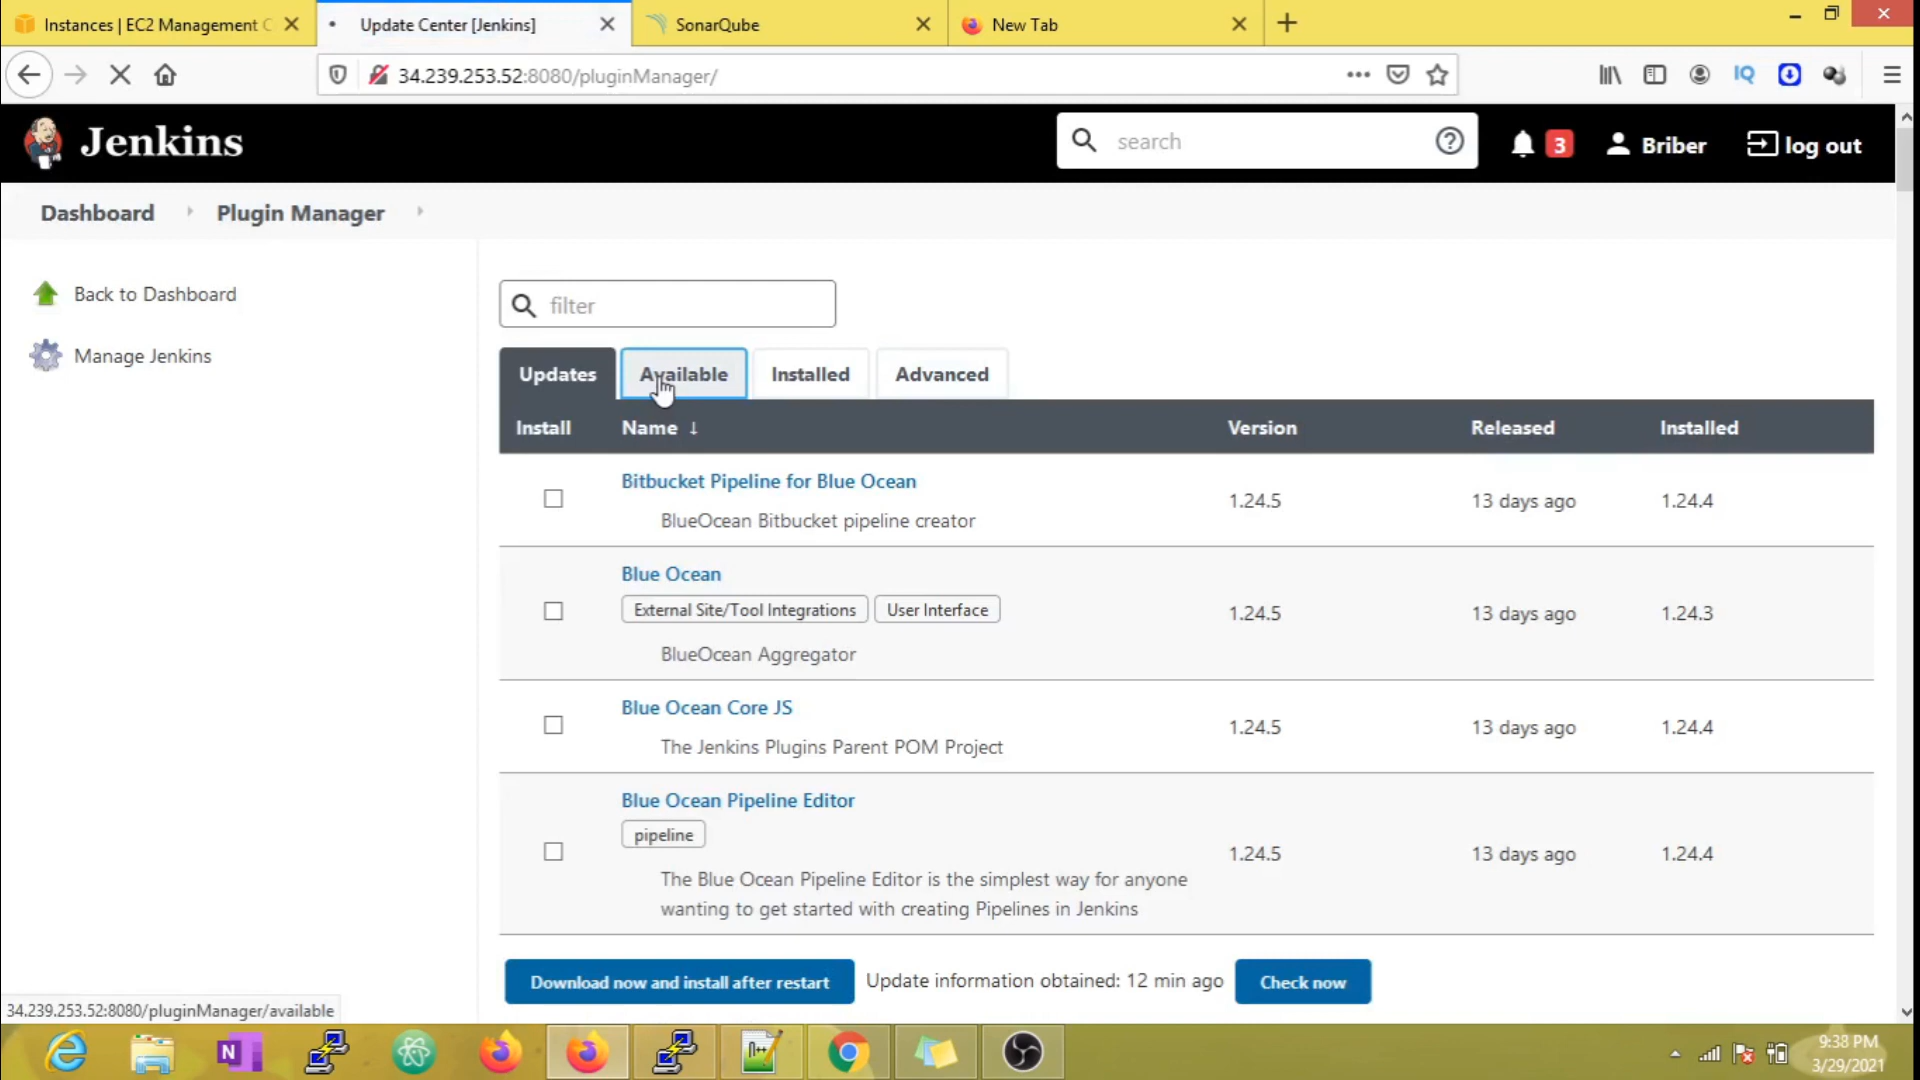 Instances | EC2 Management C
Update Center [Jenkins]
SonarQube
New Tab
34.239.253.52:8080/pluginManager/
IQ
Jenkins
search
3
Briber
log out
Dashboard
Plugin Manager
Back to Dashboard
Manage Jenkins
filter
Updates
Available
Installed
Advanced
Install Name ↓ Version Released Installed
Bitbucket Pipeline for Blue Ocean
BlueOcean Bitbucket pipeline creator
1.24.5 13 days ago 1.24.4
Blue Ocean
External Site/Tool Integrations User Interface
BlueOcean Aggregator
1.24.5 13 days ago 1.24.3
Blue Ocean Core JS
The Jenkins Plugins Parent POM Project
1.24.5 13 days ago 1.24.4
Blue Ocean Pipeline Editor
pipeline
The Blue Ocean Pipeline Editor is the simplest way for anyone
wanting to get started with creating Pipelines in Jenkins
1.24.5 13 days ago 1.24.4
Download now and install after restart
Update information obtained: 12 min ago
Check now
34.239.253.52:8080/pluginManager/available
N
9:38 PM
3/29/2021